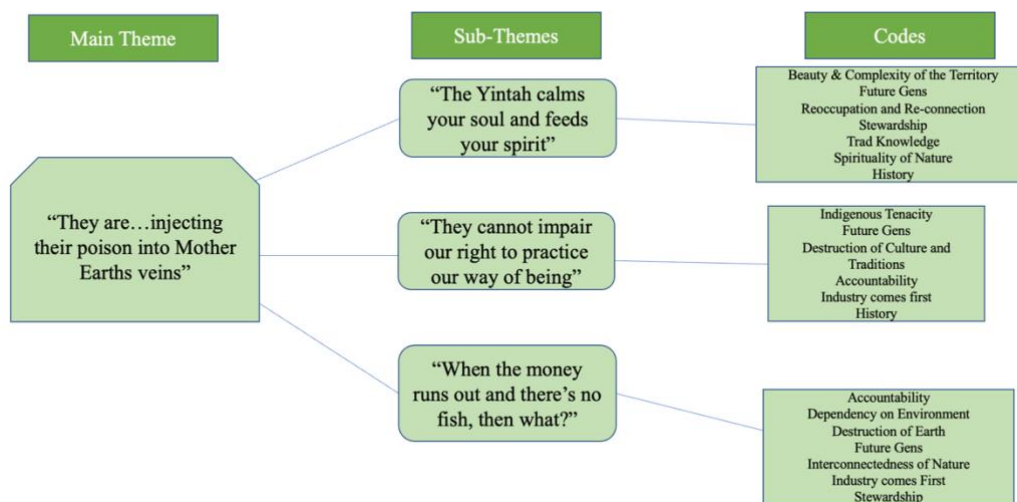 Main Theme
Sub-Themes
Codes
“They are…injecting
their poison into Mother
Earths veins”
“The Yintah calms
your soul and feeds
your spirit”
Beauty & Complexity of the Territory
Future Gens
Reoccupation and Re-connection
Stewardship
Trad Knowledge
Spirituality of Nature
History
“They cannot impair
our right to practice
our way of being”
Indigenous Tenacity
Future Gens
Destruction of Culture and
Traditions
Accountability
Industry comes first
History
“When the money
runs out and there’s no
fish, then what?”
Accountability
Dependency on Environment
Destruction of Earth
Future Gens
Interconnectedness of Nature
Industry comes First
Stewardship